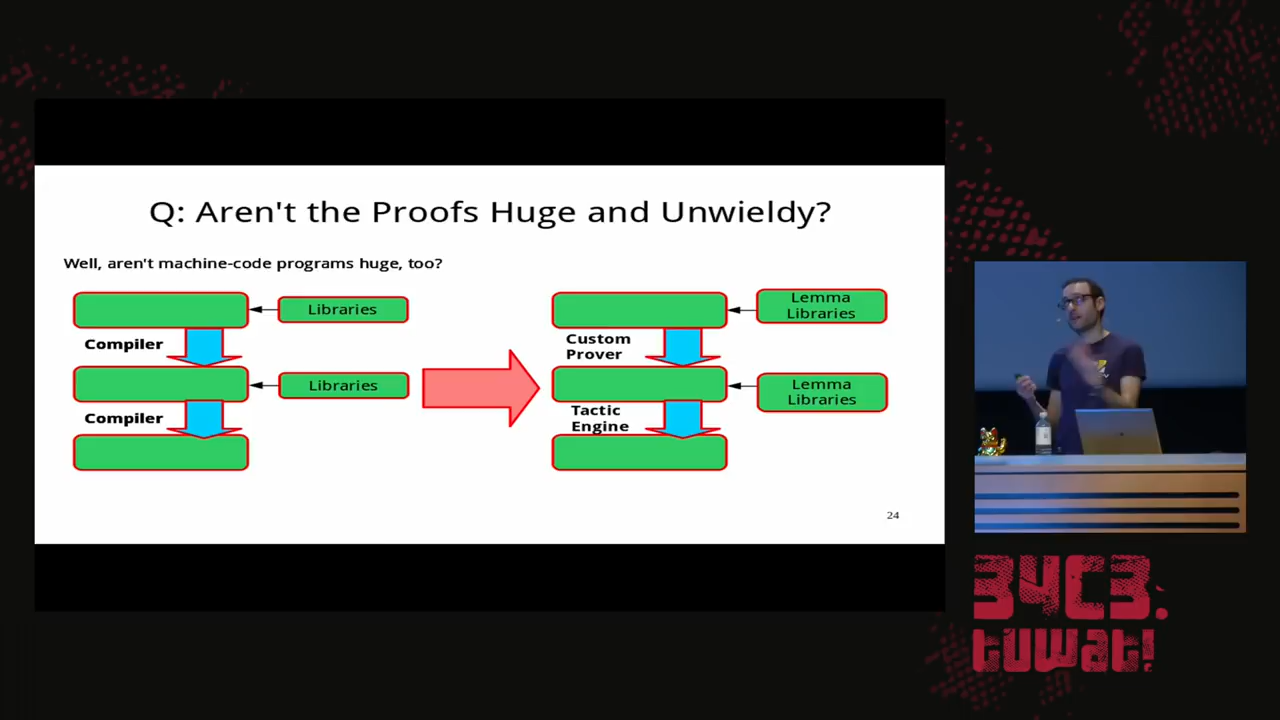 Q: Aren't the Proofs Huge and Unwieldy?
Well, aren't machine-code programs huge, too?
Libraries
Compiler
Libraries
Compiler
Lemma
Libraries
Custom
Prover
Lemma
Libraries
Tactic
Engine
24
34C3.
tuwat!